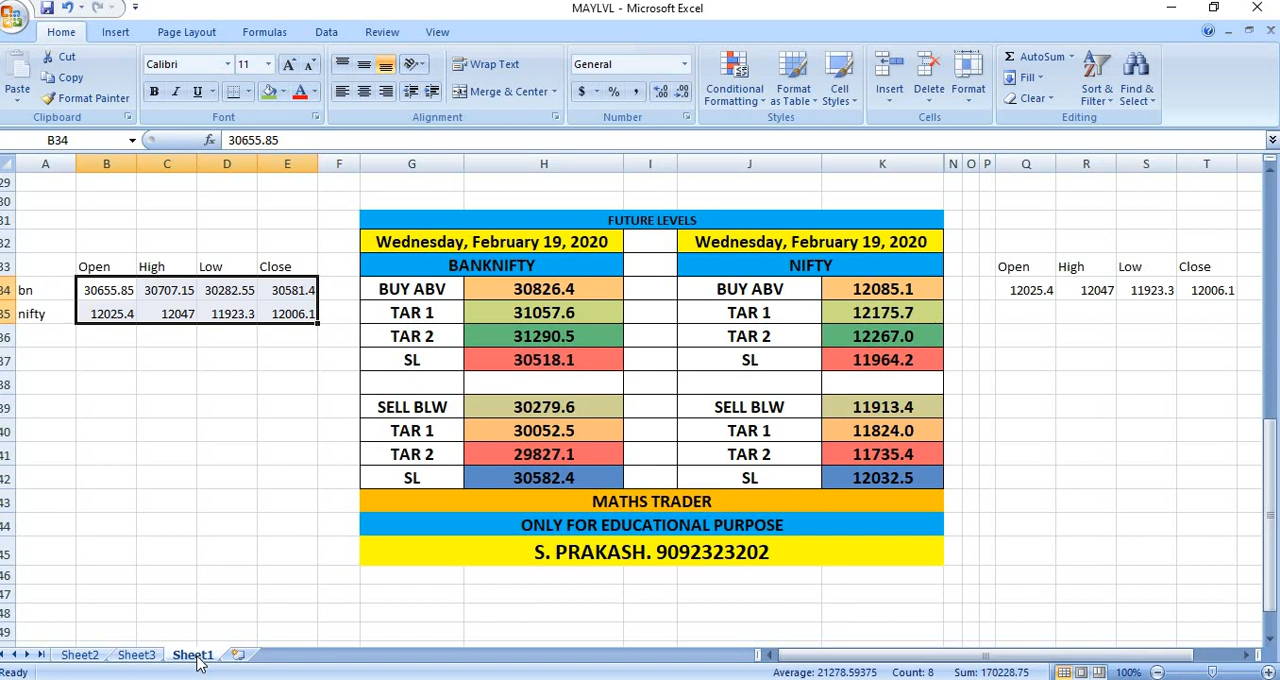 MAYLVL - Microsoft Excel
Home Insert Page Layout Formulas Data Review View
Paste Cut Copy Format Painter Clipboard
Calibri 11 B I U Font
Wrap Text Merge & Center Alignment
General $ % , Number
Conditional Formatting Format as Table Cell Styles Styles
Insert Delete Format Cells
Σ AutoSum Fill Clear Sort & Filter Find & Select Editing
B34 fx 30655.85
A B C D E F G H I J K N O P Q R S T
29
30
31 FUTURE LEVELS
32 Wednesday, February 19, 2020 Wednesday, February 19, 2020
33 Open High Low Close BANKNIFTY NIFTY Open High Low Close
34 bn 30655.85 30707.15 30282.55 30581.4 BUY ABV 30826.4 BUY ABV 12085.1 12025.4 12047 11923.3 12006.1
35 nifty 12025.4 12047 11923.3 12006.1 TAR 1 31057.6 TAR 1 12175.7
36 TAR 2 31290.5 TAR 2 12267.0
37 SL 30518.1 SL 11964.2
38
39 SELL BLW 30279.6 SELL BLW 11913.4
40 TAR 1 30052.5 TAR 1 11824.0
41 TAR 2 29827.1 TAR 2 11735.4
42 SL 30582.4 SL 12032.5
43 MATHS TRADER
44 ONLY FOR EDUCATIONAL PURPOSE
45 S. PRAKASH. 9092323202
46
47
48
49
Sheet2 Sheet3 Sheet1
Ready Average: 21278.59375 Count: 8 Sum: 170228.75 100%